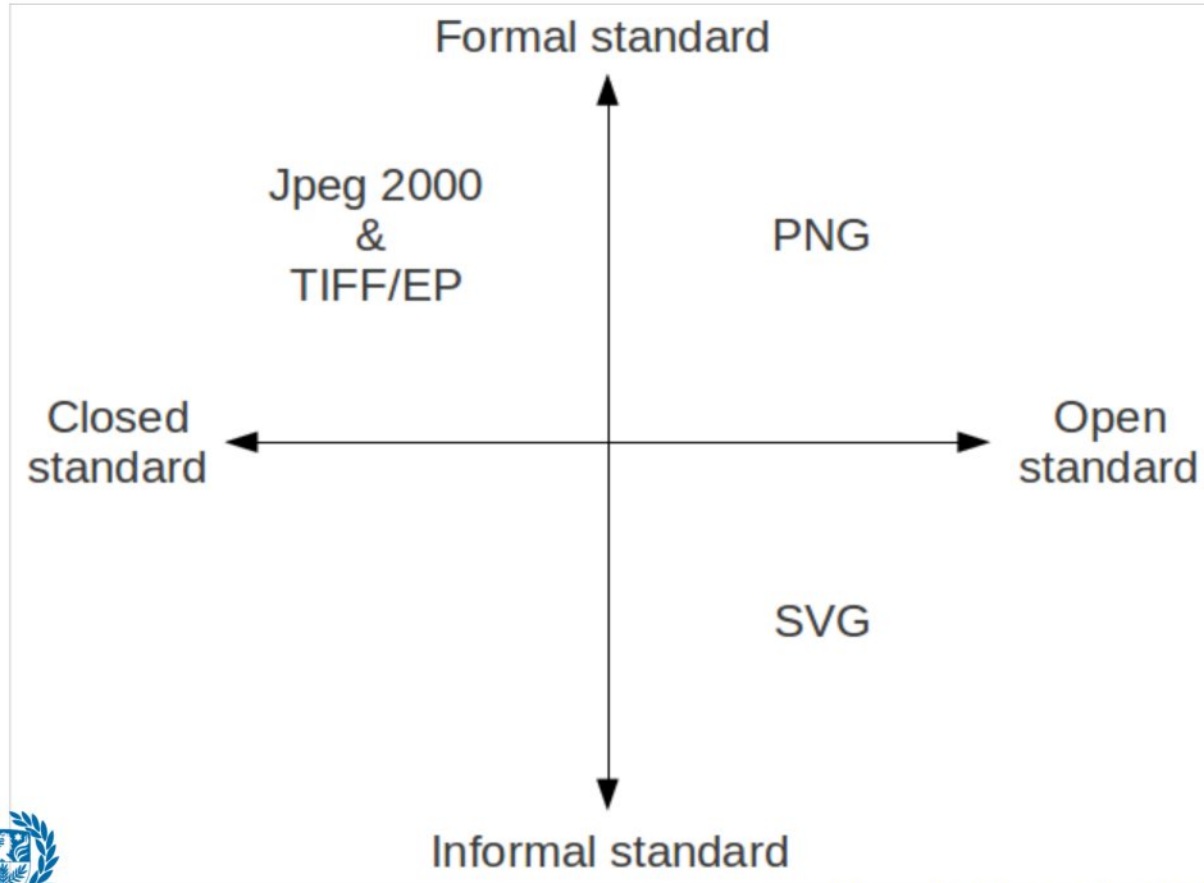 Formal standard
Jpeg 2000
&
TIFF/EP
PNG
Closed
standard
Open
standard
SVG
Informal standard